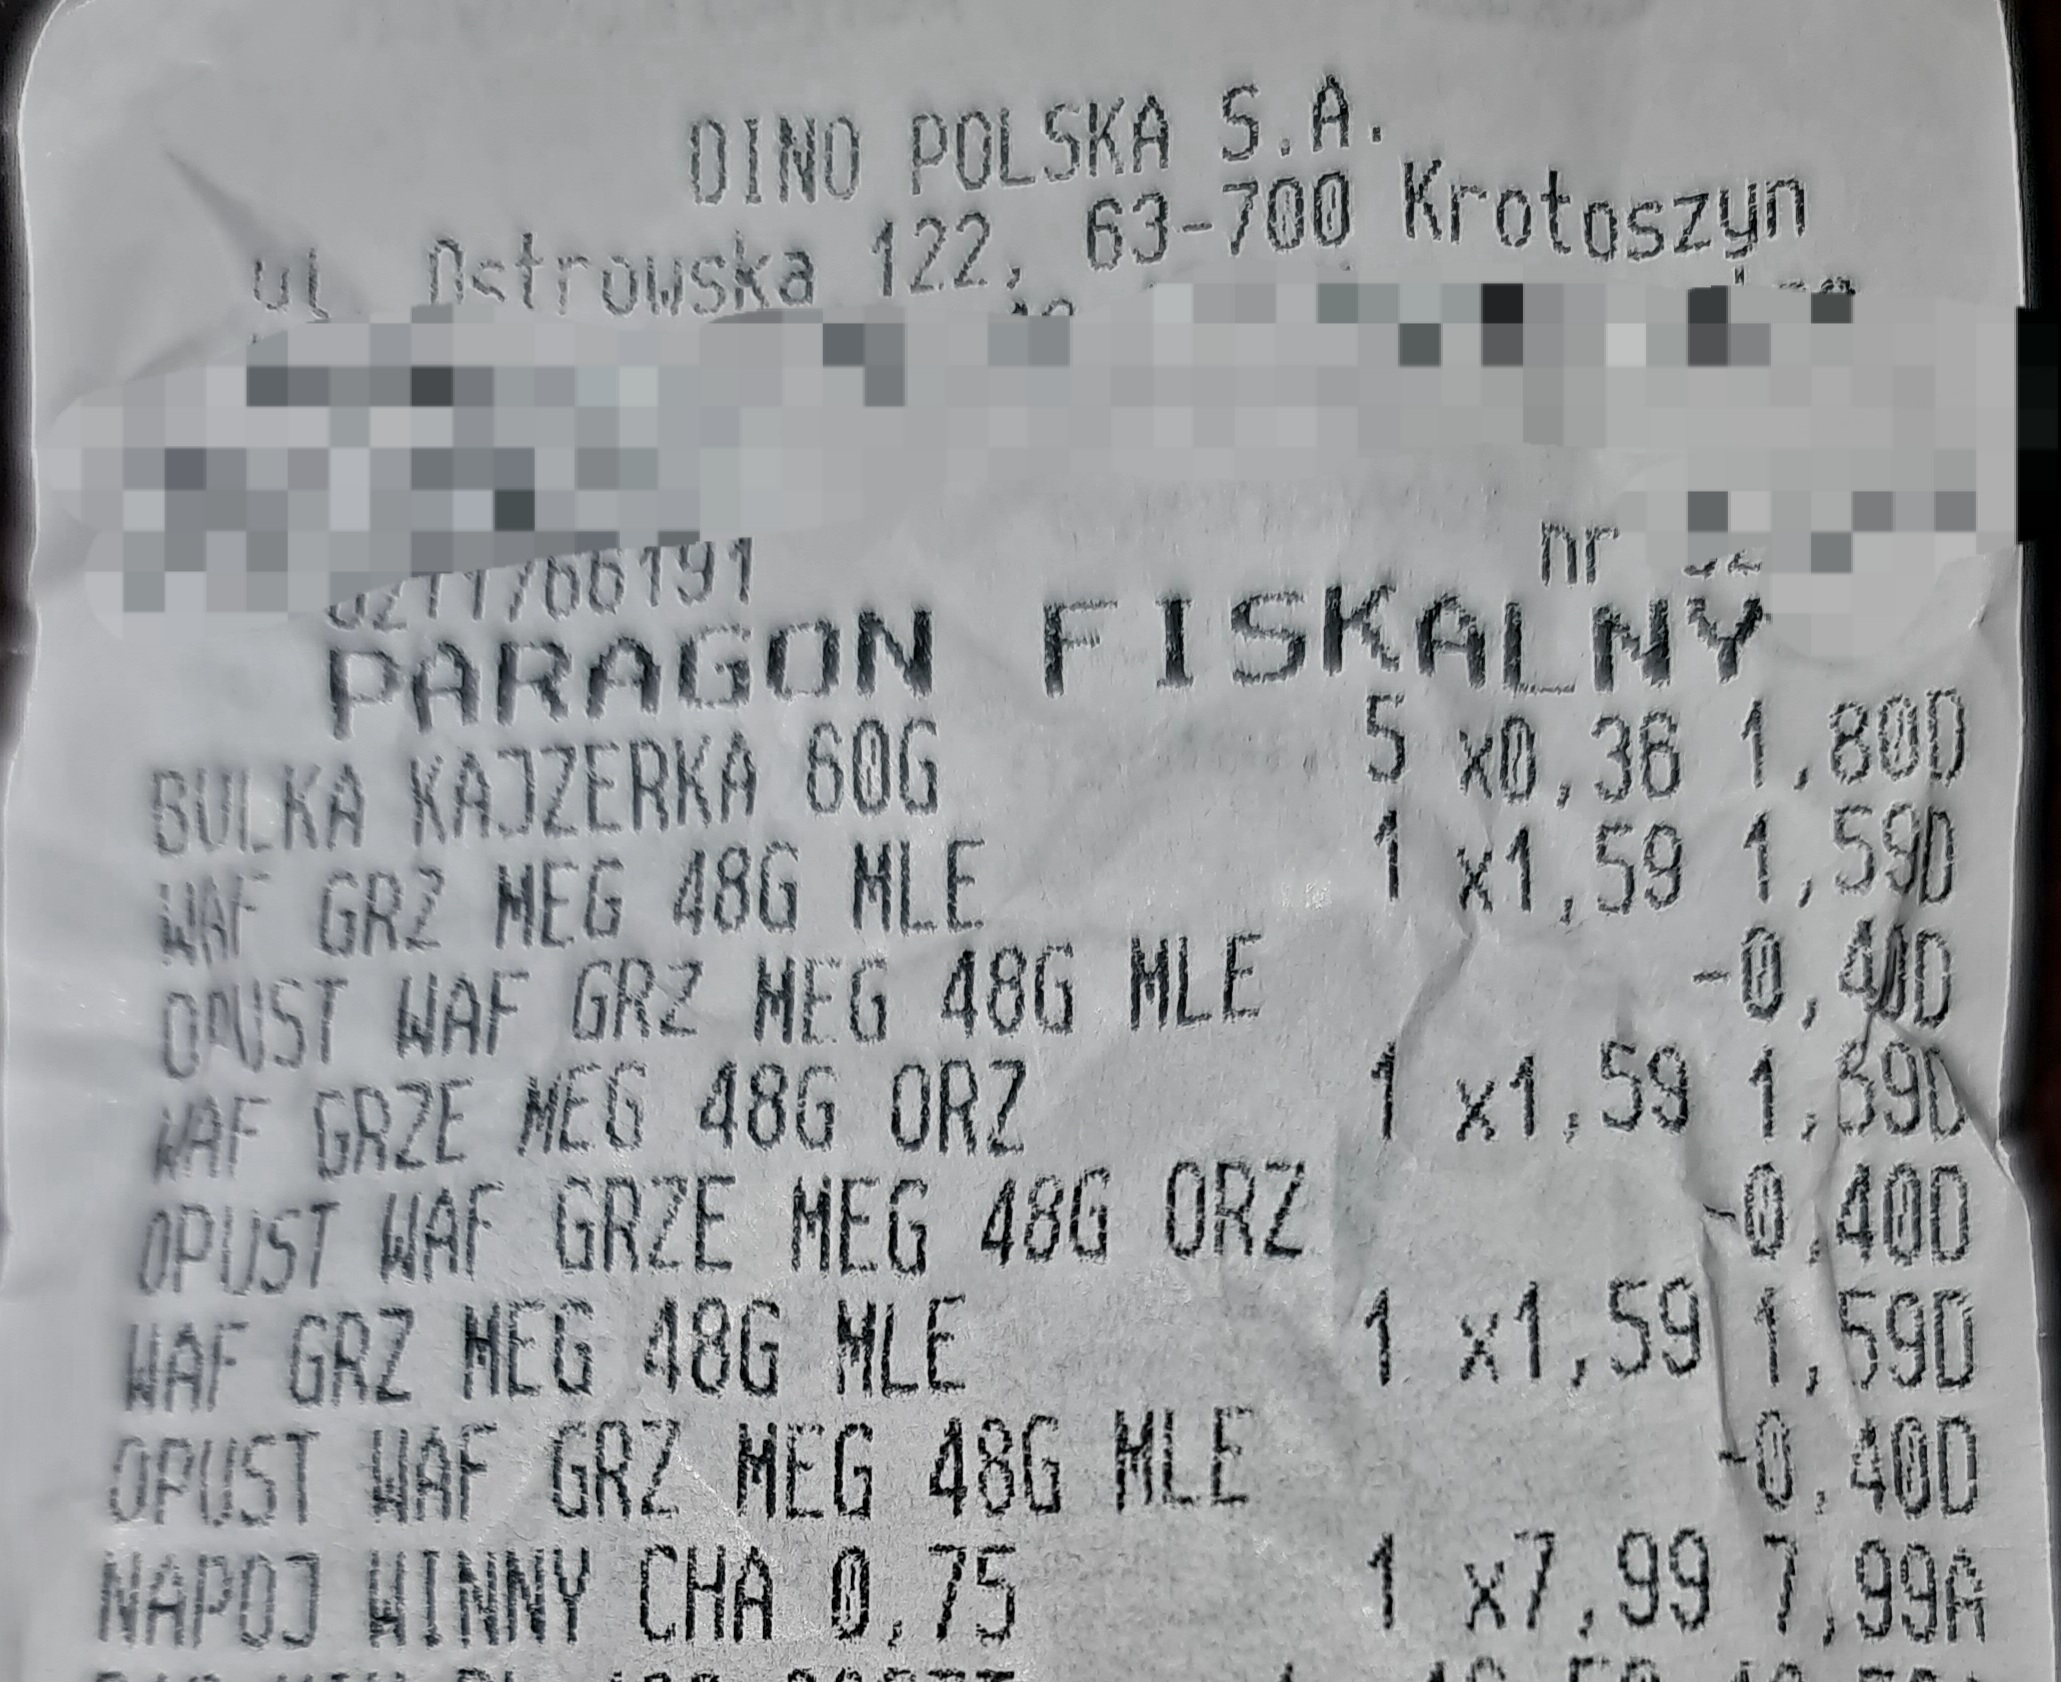 DINO POLSKA S.A.
ul Ostrowska 122, 63-700 Krotoszyn
nr
PARAGON FISKALNY
BUŁKA KAJZERKA 60G 5 x0,36 1,80D
WAF GRZ MEG 48G MLE 1 x1,59 1,59D
OPUST WAF GRZ MEG 48G MLE -0,40D
WAF GRZE MEG 48G ORZ 1 x1,59 1,59D
OPUST WAF GRZE MEG 48G ORZ -0,40D
WAF GRZ MEG 48G MLE 1 x1,59 1,59D
OPUST WAF GRZ MEG 48G MLE -0,40D
NAPOJ WINNY CHA 0,75 1 x7,99 7,99A